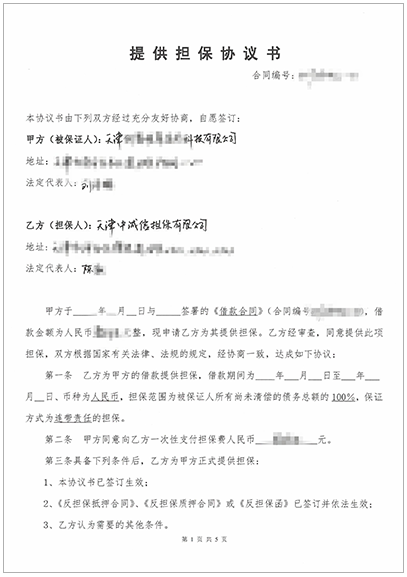 提供担保协议书
合同编号：
本协议书由下列双方经过充分友好协商，自愿签订：
甲方（被保证人）：天津 科技有限公司
地址：
法定代表人：
乙方（担保人）：天津中诚信担保有限公司
地址：
法定代表人：陈
甲方于____年__月__日与____签署的《借款合同》（合同编号 ，借
款金额为人民币 元整，现申请乙方为其提供担保。乙方经审查，同意提供此项
担保，双方根据国家有关法律、法规的规定，经协商一致，达成如下协议：
第一条 乙方为甲方的借款提供担保，借款期间为____年___月___日至___年___
月__日、币种为人民币，担保范围为被保证人所有尚未清偿的债务总额的100%，保证
方式为连带责任的担保。
第二条 甲方同意向乙方一次性支付担保费人民币 元。
第三条具备下列条件后，乙方为甲方正式提供担保：
1、本协议书已签订生效；
2、《反担保抵押合同》、《反担保质押合同》或《反担保函》已签订并依法生效；
3、乙方认为需要的其他条件。
第 1 页 共 5 页